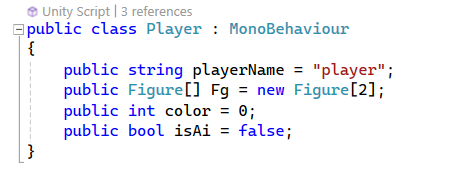 Unity Script | 3 references
public class Player : MonoBehaviour
{
    public string playerName = "player";
    public Figure[] Fg = new Figure[2];
    public int color = 0;
    public bool isAi = false;
}